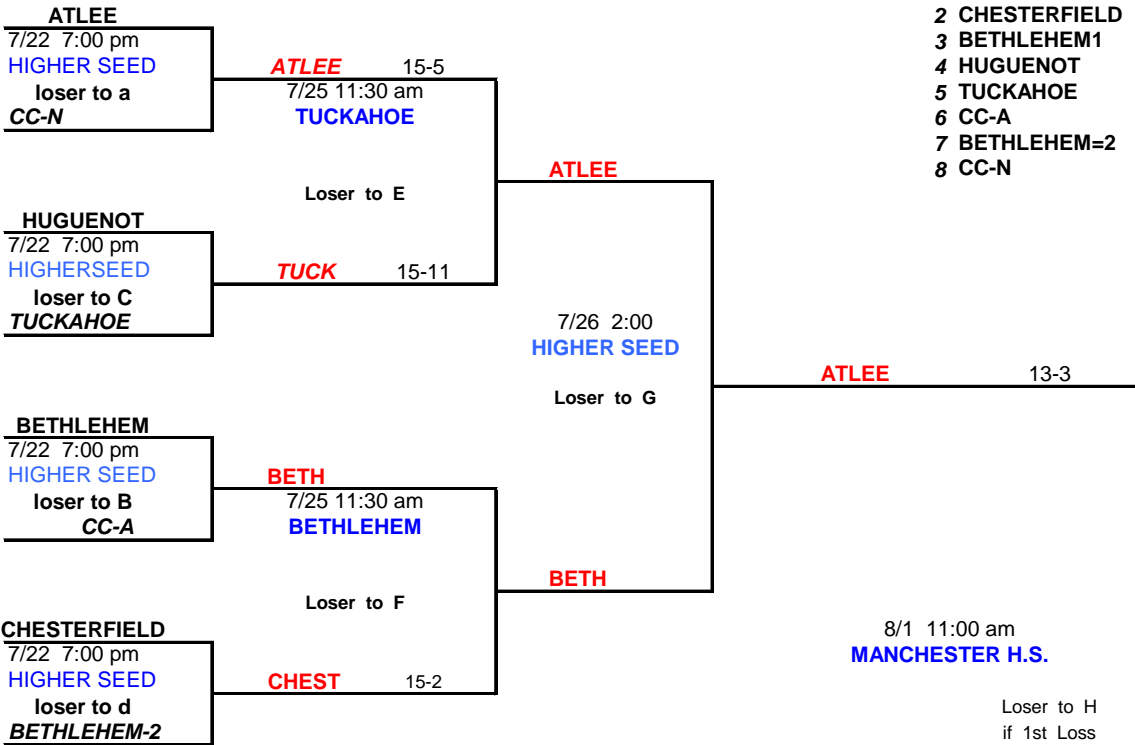 ATLEE
7/22 7:00 pm
HIGHER SEED
loser to a
CC-N
ATLEE 15-5
7/25 11:30 am
TUCKAHOE
Loser to E
HUGUENOT
7/22 7:00 pm
HIGHERSEED
loser to C
TUCKAHOE
TUCK 15-11
ATLEE
7/26 2:00
HIGHER SEED
Loser to G
BETHLEHEM
7/22 7:00 pm
HIGHER SEED
loser to B
CC-A
BETH
7/25 11:30 am
BETHLEHEM
Loser to F
CHESTERFIELD
7/22 7:00 pm
HIGHER SEED
loser to d
BETHLEHEM-2
CHEST 15-2
BETH
ATLEE 13-3
8/1 11:00 am
MANCHESTER H.S.
Loser to H
if 1st Loss
2 CHESTERFIELD
3 BETHLEHEM1
4 HUGUENOT
5 TUCKAHOE
6 CC-A
7 BETHLEHEM=2
8 CC-N